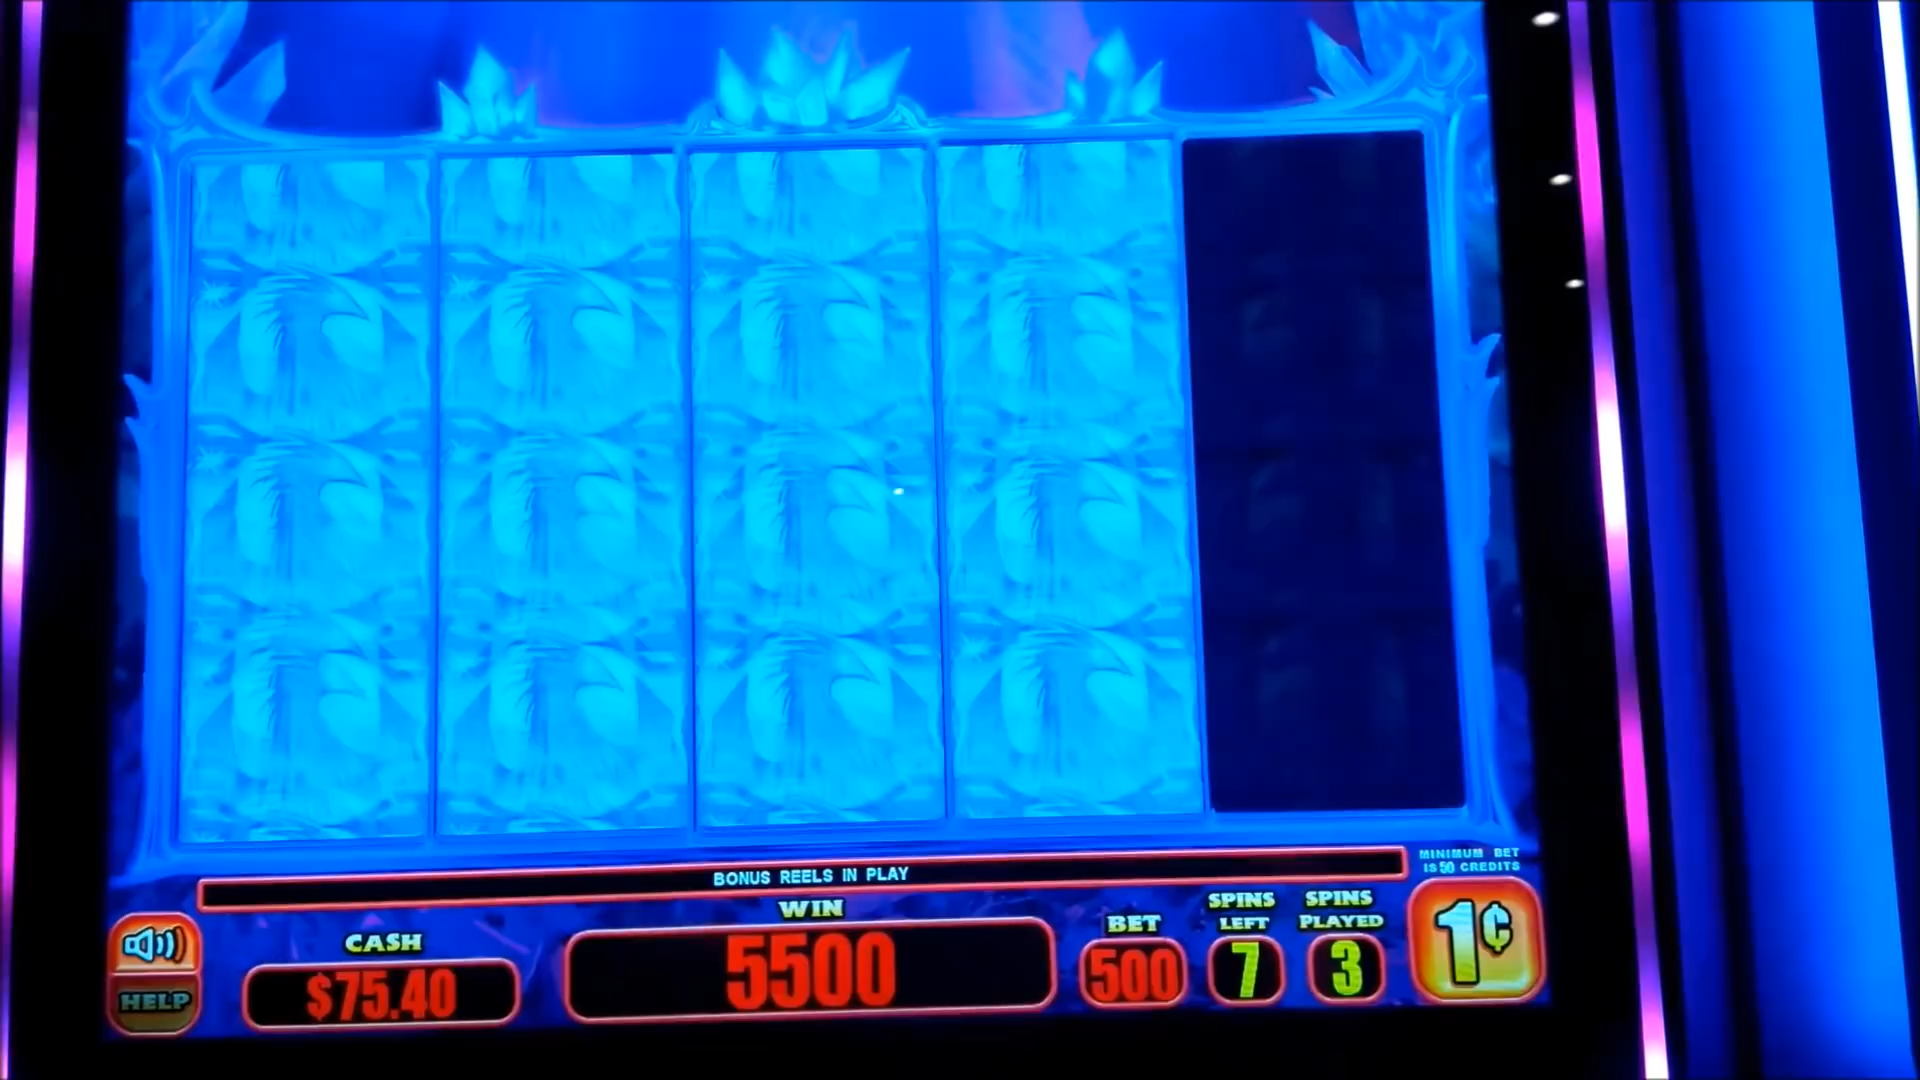 BONUS REELS IN PLAY
MINIMUM BET
IS 50 CREDITS
HELP
CASH
$75.40
WIN
5500
BET
500
SPINS
LEFT
7
SPINS
PLAYED
3
1¢